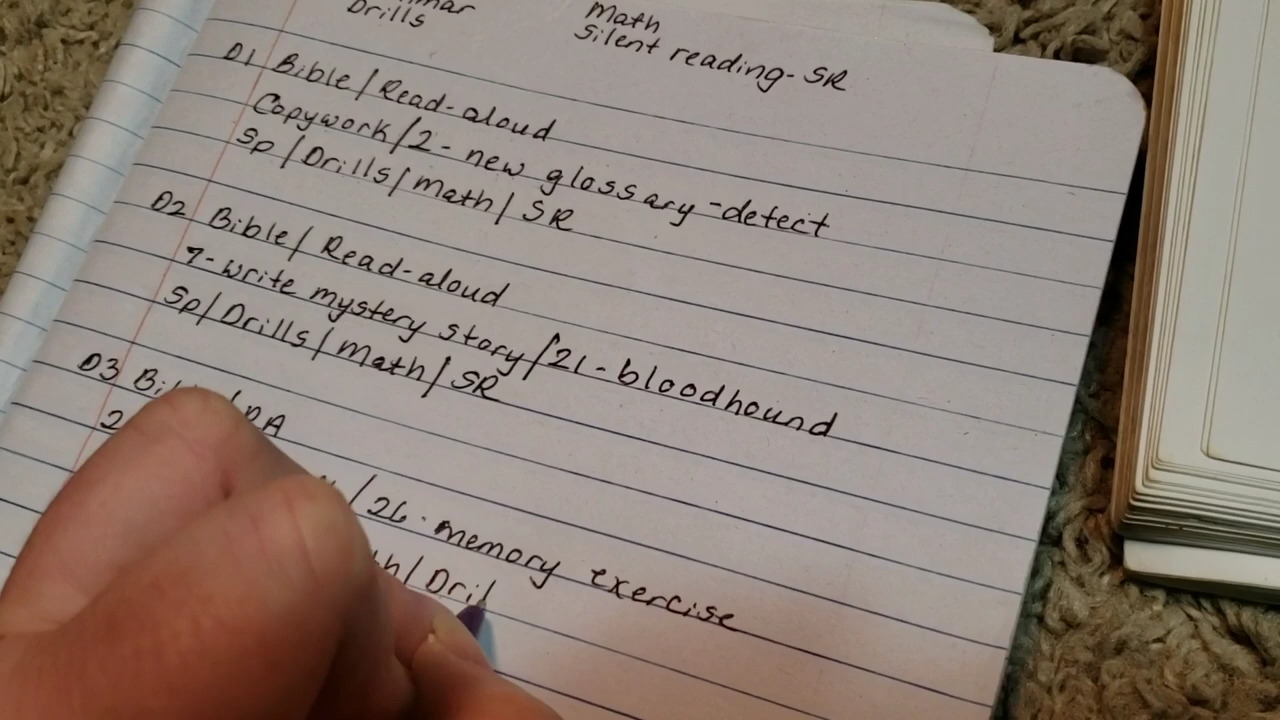 Drills
Math
Silent reading- SR
D1 Bible/Read-aloud
Copywork/2- new glossary-detect
Sp/Drills/Math/SR
D2 Bible/Read-aloud
9-write mystery story/21-bloodhound
Sp/Drills/Math/SR
D3 /RA
2 /26. memory exercise
/Dril